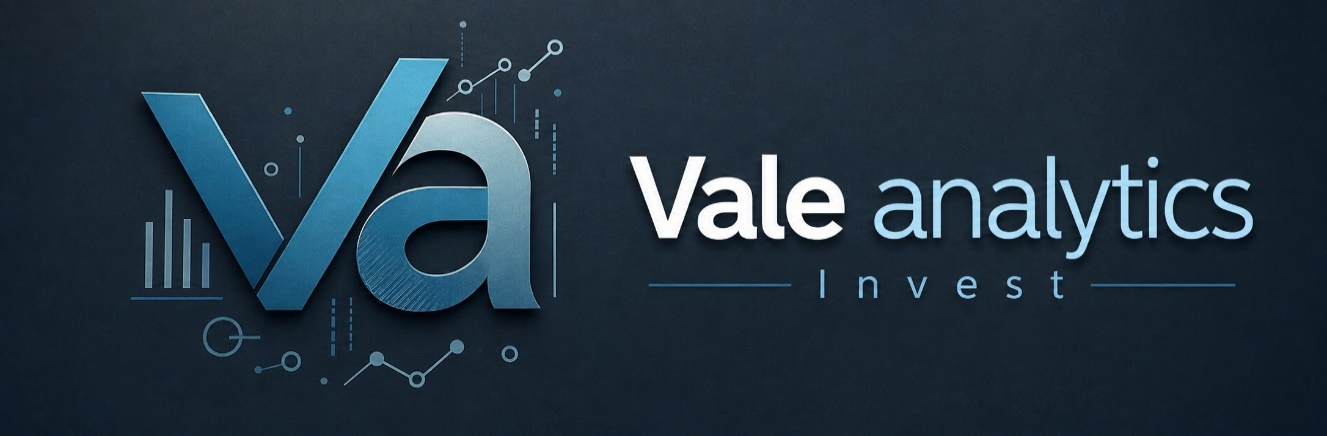 Va
Vale analytics
Invest